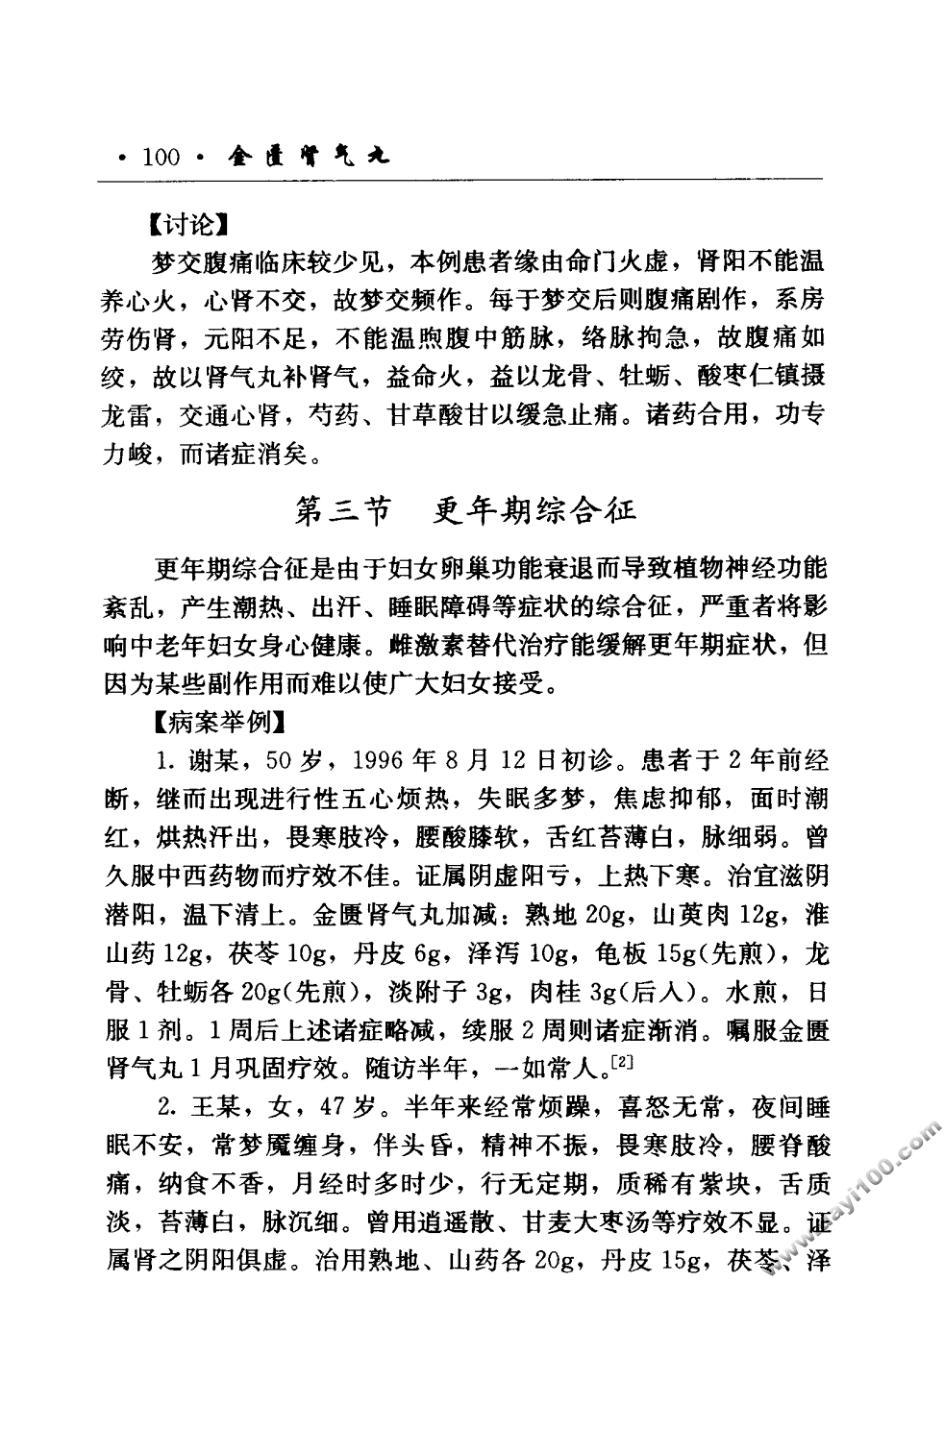 · 100 · 金匮肾气丸
【讨论】
梦交腹痛临床较少见，本例患者缘由命门火虚，肾阳不能温
养心火，心肾不交，故梦交频作。每于梦交后则腹痛剧作，系房
劳伤肾，元阳不足，不能温煦腹中筋脉，络脉拘急，故腹痛如
绞，故以肾气丸补肾气，益命火，益以龙骨、牡蛎、酸枣仁镇摄
龙雷，交通心肾，芍药、甘草酸甘以缓急止痛。诸药合用，功专
力峻，而诸症消矣。
第三节 更年期综合征
更年期综合征是由于妇女卵巢功能衰退而导致植物神经功能
紊乱，产生潮热、出汗、睡眠障碍等症状的综合征，严重者将影
响中老年妇女身心健康。雌激素替代治疗能缓解更年期症状，但
因为某些副作用而难以使广大妇女接受。
【病案举例】
1. 谢某，50 岁，1996 年 8 月 12 日初诊。患者于 2 年前经
断，继而出现进行性五心烦热，失眠多梦，焦虑抑郁，面时潮
红，烘热汗出，畏寒肢冷，腰酸膝软，舌红苔薄白，脉细弱。曾
久服中西药物而疗效不佳。证属阴虚阳亏，上热下寒。治宜滋阴
潜阳，温下清上。金匮肾气丸加减：熟地 20g，山萸肉 12g，淮
山药 12g，茯苓 10g，丹皮 6g，泽泻 10g，龟板 15g(先煎)，龙
骨、牡蛎各 20g(先煎)，淡附子 3g，肉桂 3g(后入)。水煎，日
服 1 剂。1 周后上述诸症略减，续服 2 周则诸症渐消。嘱服金匮
肾气丸 1 月巩固疗效。随访半年，一如常人。[2]
2. 王某，女，47 岁。半年来经常烦躁，喜怒无常，夜间睡
眠不安，常梦魇缠身，伴头昏，精神不振，畏寒肢冷，腰脊酸
痛，纳食不香，月经时多时少，行无定期，质稀有紫块，舌质
淡，苔薄白，脉沉细。曾用逍遥散、甘麦大枣汤等疗效不显。证
属肾之阴阳俱虚。治用熟地、山药各 20g，丹皮 15g，茯苓、泽